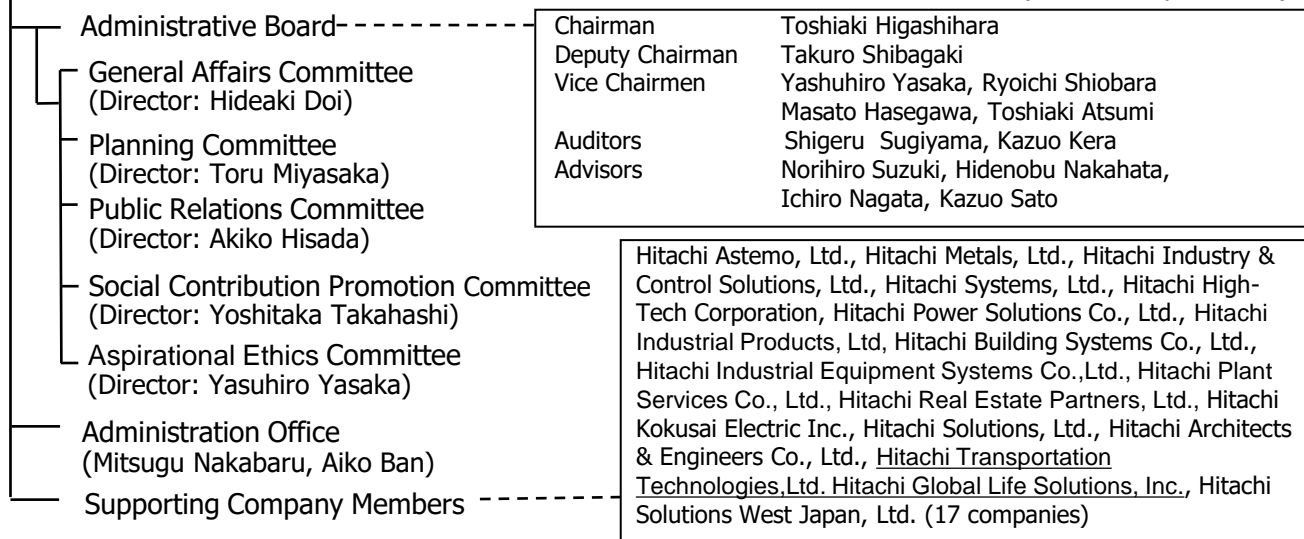 Administrative Board
General Affairs Committee
(Director: Hideaki Doi)
Planning Committee
(Director: Toru Miyasaka)
Public Relations Committee
(Director: Akiko Hisada)
Social Contribution Promotion Committee
(Director: Yoshitaka Takahashi)
Aspirational Ethics Committee
(Director: Yasuhiro Yasaka)
Administration Office
(Mitsugu Nakabaru, Aiko Ban)
Supporting Company Members
Chairman Toshiaki Higashihara
Deputy Chairman Takuro Shibagaki
Vice Chairmen Yashuhiro Yasaka, Ryoichi Shiobara
Masato Hasegawa, Toshiaki Atsumi
Auditors Shigeru Sugiyama, Kazuo Kera
Advisors Norihiro Suzuki, Hidenobu Nakahata,
Ichiro Nagata, Kazuo Sato
Hitachi Astemo, Ltd., Hitachi Metals, Ltd., Hitachi Industry &
Control Solutions, Ltd., Hitachi Systems, Ltd., Hitachi High-
Tech Corporation, Hitachi Power Solutions Co., Ltd., Hitachi
Industrial Products, Ltd, Hitachi Building Systems Co., Ltd.,
Hitachi Industrial Equipment Systems Co.,Ltd., Hitachi Plant
Services Co., Ltd., Hitachi Real Estate Partners, Ltd., Hitachi
Kokusai Electric Inc., Hitachi Solutions, Ltd., Hitachi Architects
& Engineers Co., Ltd., Hitachi Transportation
Technologies,Ltd. Hitachi Global Life Solutions, Inc., Hitachi
Solutions West Japan, Ltd. (17 companies)